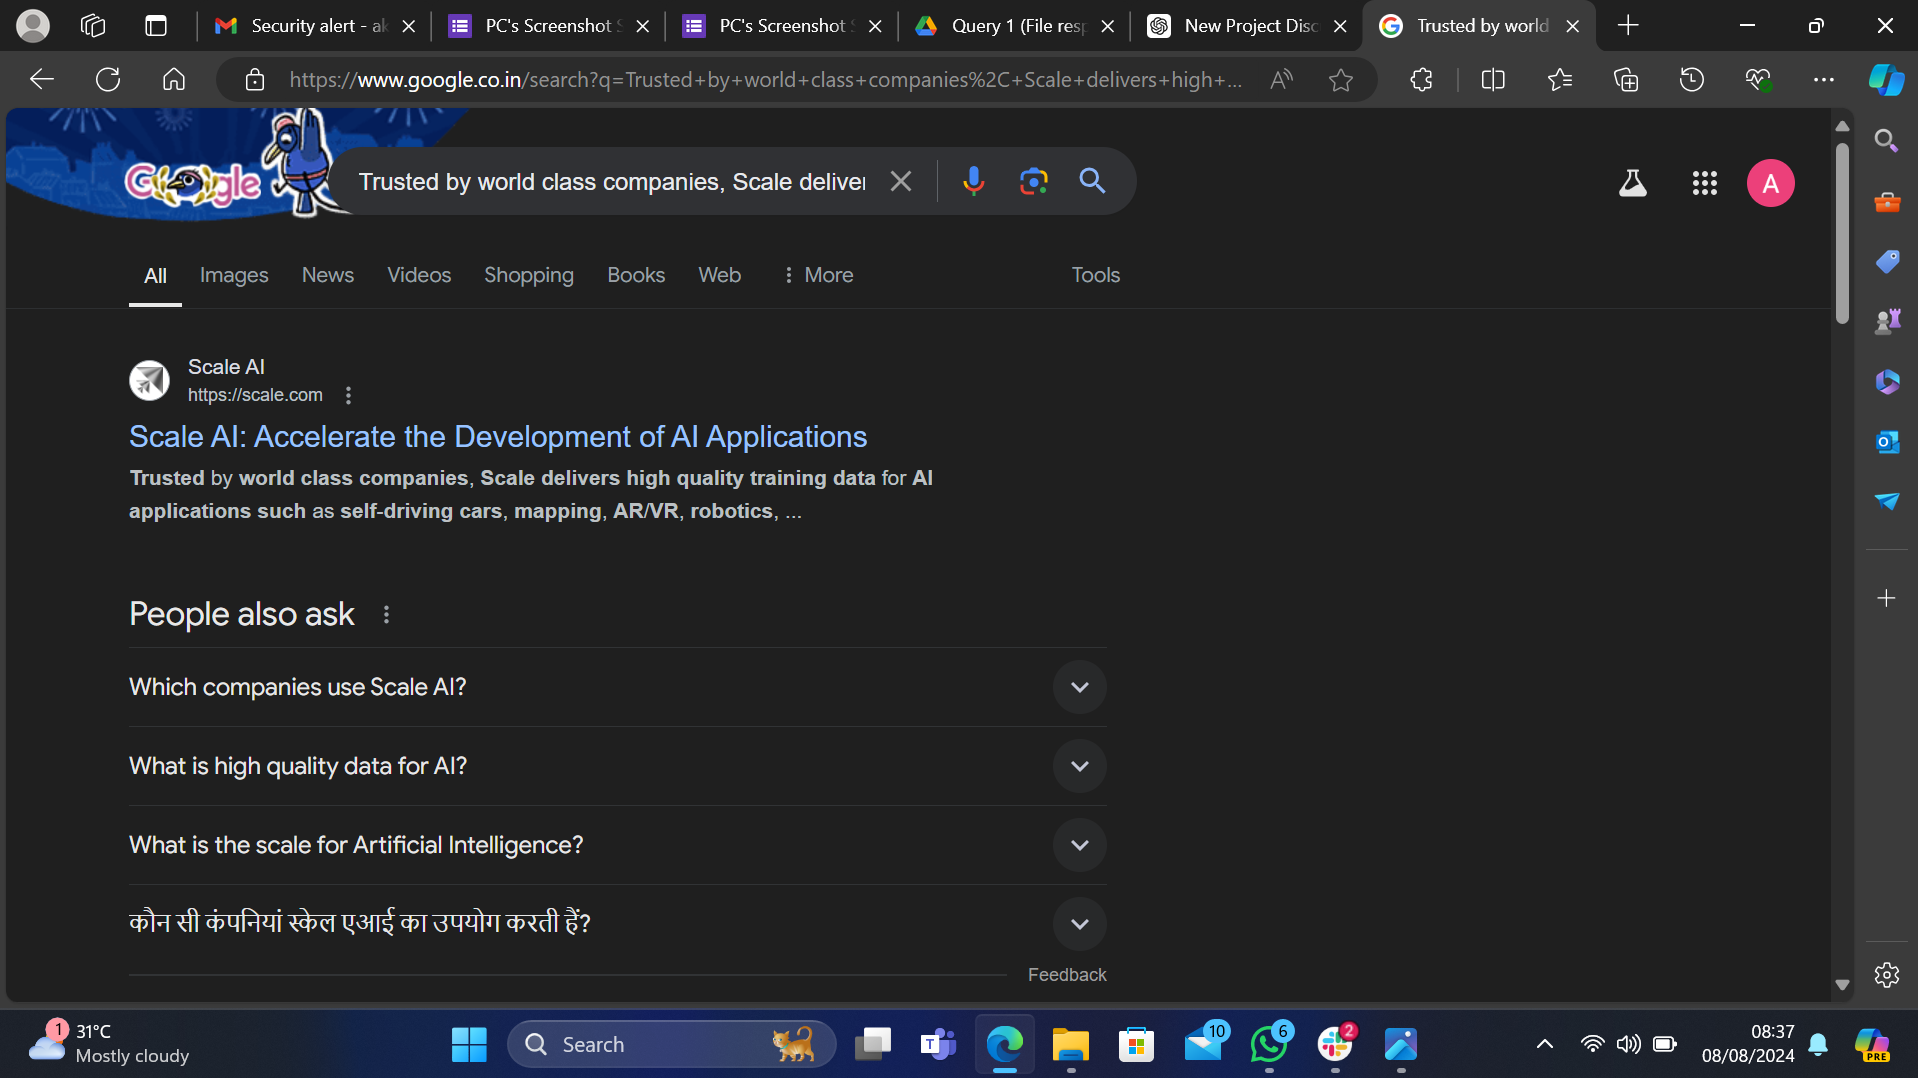 Security alert - ak
PC's Screenshot S
PC's Screenshot S
Query 1 (File resp
New Project Disc
Trusted by world
https://www.google.co.in/search?q=Trusted+by+world+class+companies%2C+Scale+delivers+high+...
Google
Trusted by world class companies, Scale deliver
A
All
Images
News
Videos
Shopping
Books
Web
More
Tools
Scale AI
https://scale.com
Scale AI: Accelerate the Development of AI Applications
Trusted by world class companies, Scale delivers high quality training data for AI
applications such as self-driving cars, mapping, AR/VR, robotics, ...
People also ask
Which companies use Scale AI?
What is high quality data for AI?
What is the scale for Artificial Intelligence?
कौन सी कंपनियां स्केल एआई का उपयोग करती हैं?
Feedback
1
31°C
Mostly cloudy
Search
10
6
2
08:37
08/08/2024
PRE